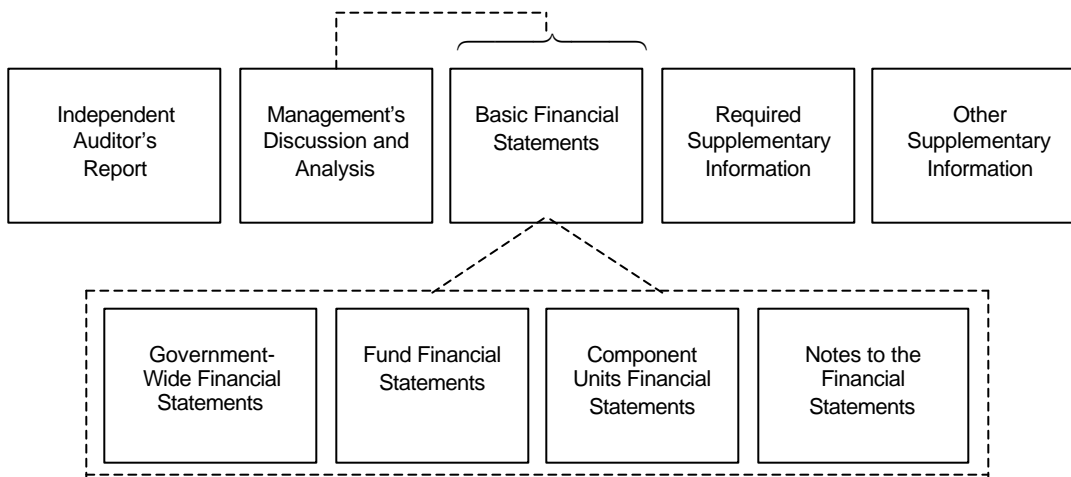 Independent
Auditor’s
Report
Management’s
Discussion and
Analysis
Basic Financial
Statements
Required
Supplementary
Information
Other
Supplementary
Information
Government-
Wide Financial
Statements
Fund Financial
Statements
Component
Units Financial
Statements
Notes to the
Financial
Statements